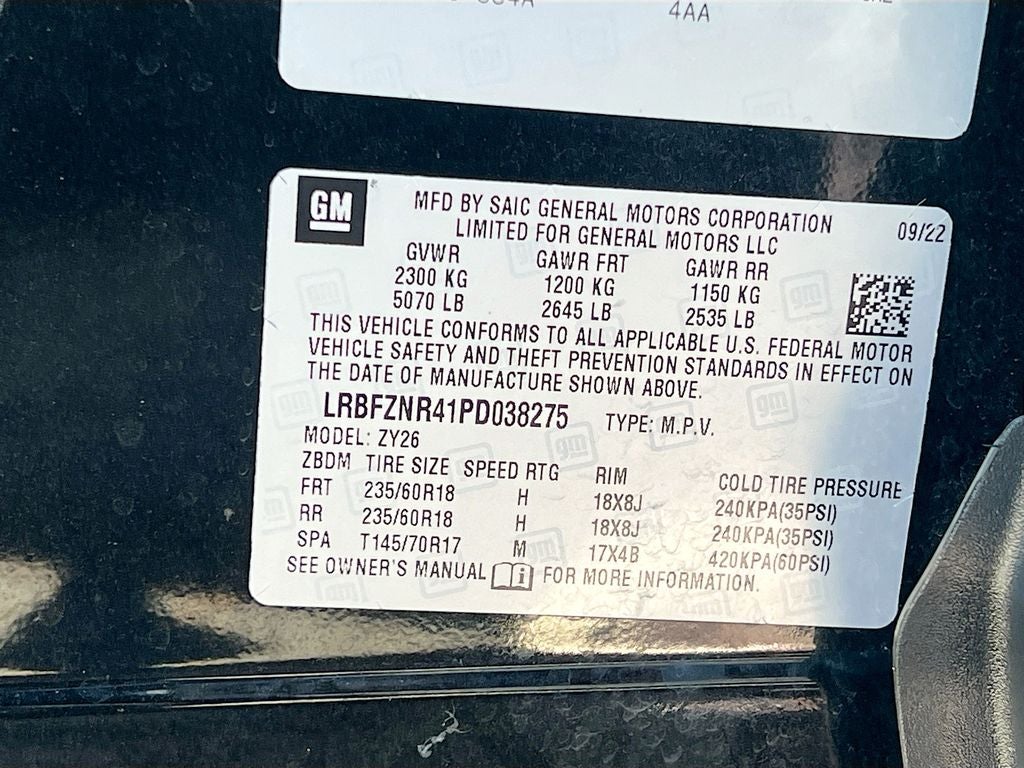 4AA
GM
MFD BY SAIC GENERAL MOTORS CORPORATION
LIMITED FOR GENERAL MOTORS LLC
09/22
GVWR GAWR FRT GAWR RR
2300 KG 1200 KG 1150 KG
5070 LB 2645 LB 2535 LB
THIS VEHICLE CONFORMS TO ALL APPLICABLE U.S. FEDERAL MOTOR
VEHICLE SAFETY AND THEFT PREVENTION STANDARDS IN EFFECT ON
THE DATE OF MANUFACTURE SHOWN ABOVE.
LRBFZNR41PD038275 TYPE: M.P.V.
MODEL: ZY26
ZBDM TIRE SIZE SPEED RTG RIM COLD TIRE PRESSURE
FRT 235/60R18 H 18X8J 240KPA(35PSI)
RR 235/60R18 H 18X8J 240KPA(35PSI)
SPA T145/70R17 M 17X4B 420KPA(60PSI)
SEE OWNER'S MANUAL FOR MORE INFORMATION.